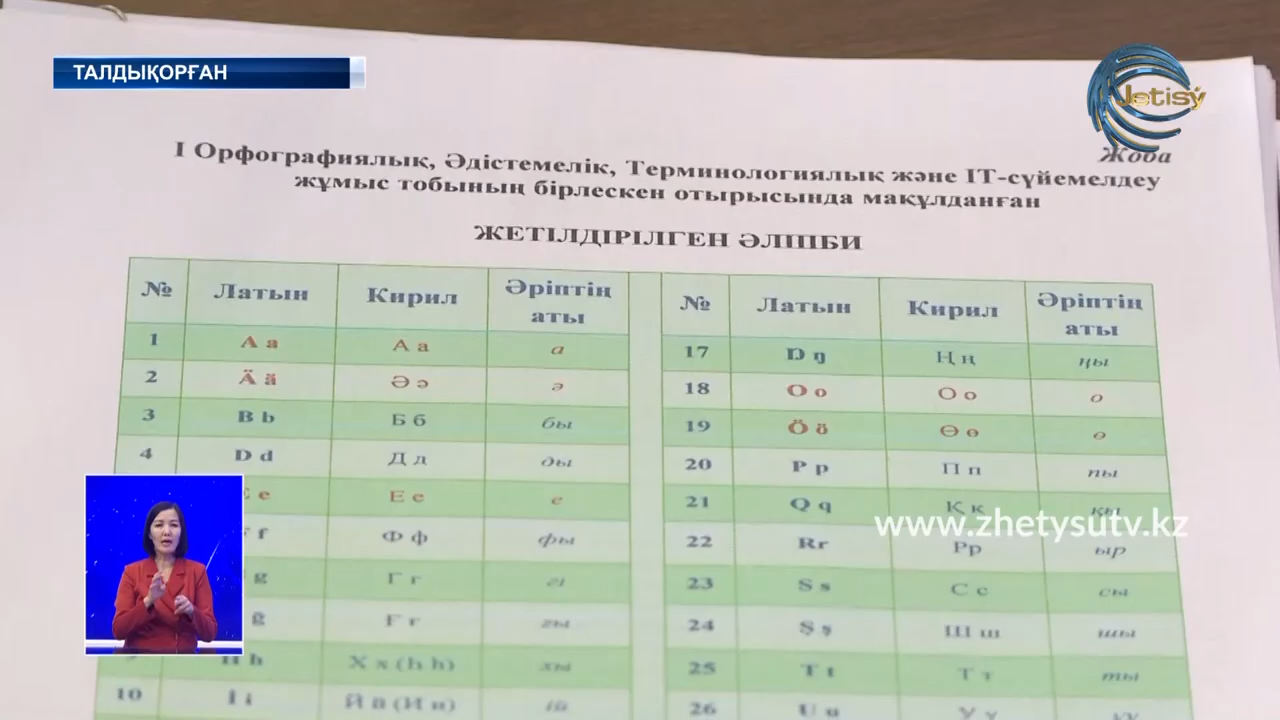 ТАЛДЫҚОРҒАН
Jetisý
Жоба
I Орфографиялық, Әдістемелік, Терминологиялық және IT-сүйемелдеу
жұмыс тобының бірлескен отырысында мақұлданған
ЖЕТІЛДІРІЛГЕН ӘЛІПБИ
№ Латын Кирил Әріптің аты
1 A a А а а
2 Ä ä Ə ə ə
3 B b Б б бы
4 D d Д д ды
E e Е е е
f Ф ф фы
g Г г гі
ğ Ғ ғ ғы
H h Х х (Һ һ) хы
10 İ i Й й (И и) ій
№ Латын Кирил Әріптің аты
17 Ŋ ŋ Ң ң ңы
18 O o О о о
19 Ö ö Ө ө ө
20 P p П п пы
21 Q q Қ қ қы
22 Rr Рр ыр
23 S s С с сы
24 Ş ş Ш ш шы
25 T t Т т ты
26 U u
www.zhetysutv.kz